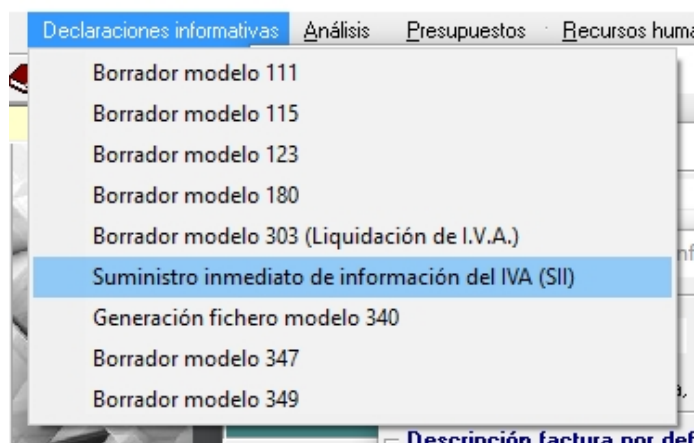 Declaraciones informativas Análisis Presupuestos Recursos huma
Borrador modelo 111
Borrador modelo 115
Borrador modelo 123
Borrador modelo 180
Borrador modelo 303 (Liquidación de I.V.A.)
Suministro inmediato de información del IVA (SII)
Generación fichero modelo 340
Borrador modelo 347
Borrador modelo 349
Descripción factura por def